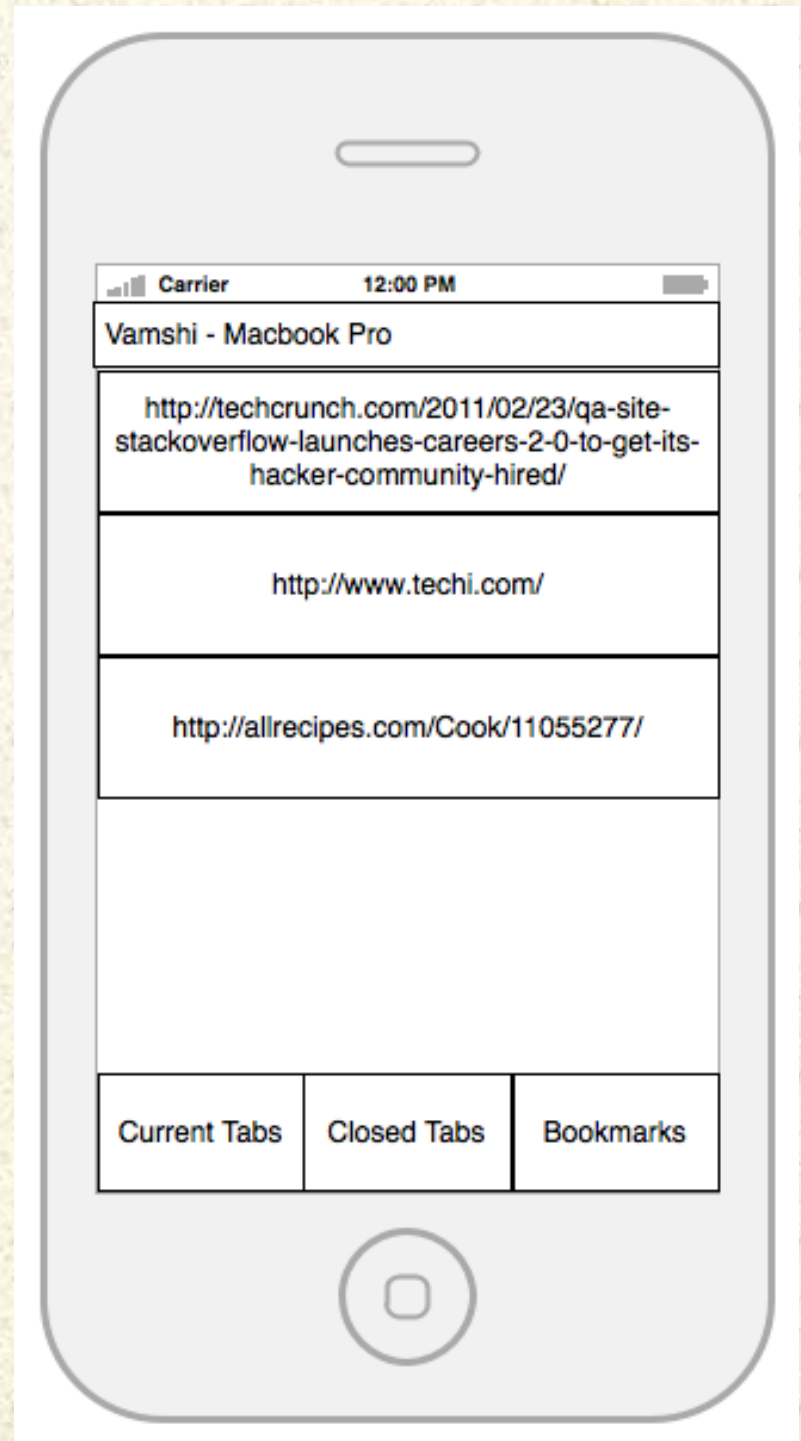 Carrier 12:00 PM
Vamshi - Macbook Pro
http://techcrunch.com/2011/02/23/qa-site-
stackoverflow-launches-careers-2-0-to-get-its-
hacker-community-hired/
http://www.techi.com/
http://allrecipes.com/Cook/11055277/
Current Tabs Closed Tabs Bookmarks